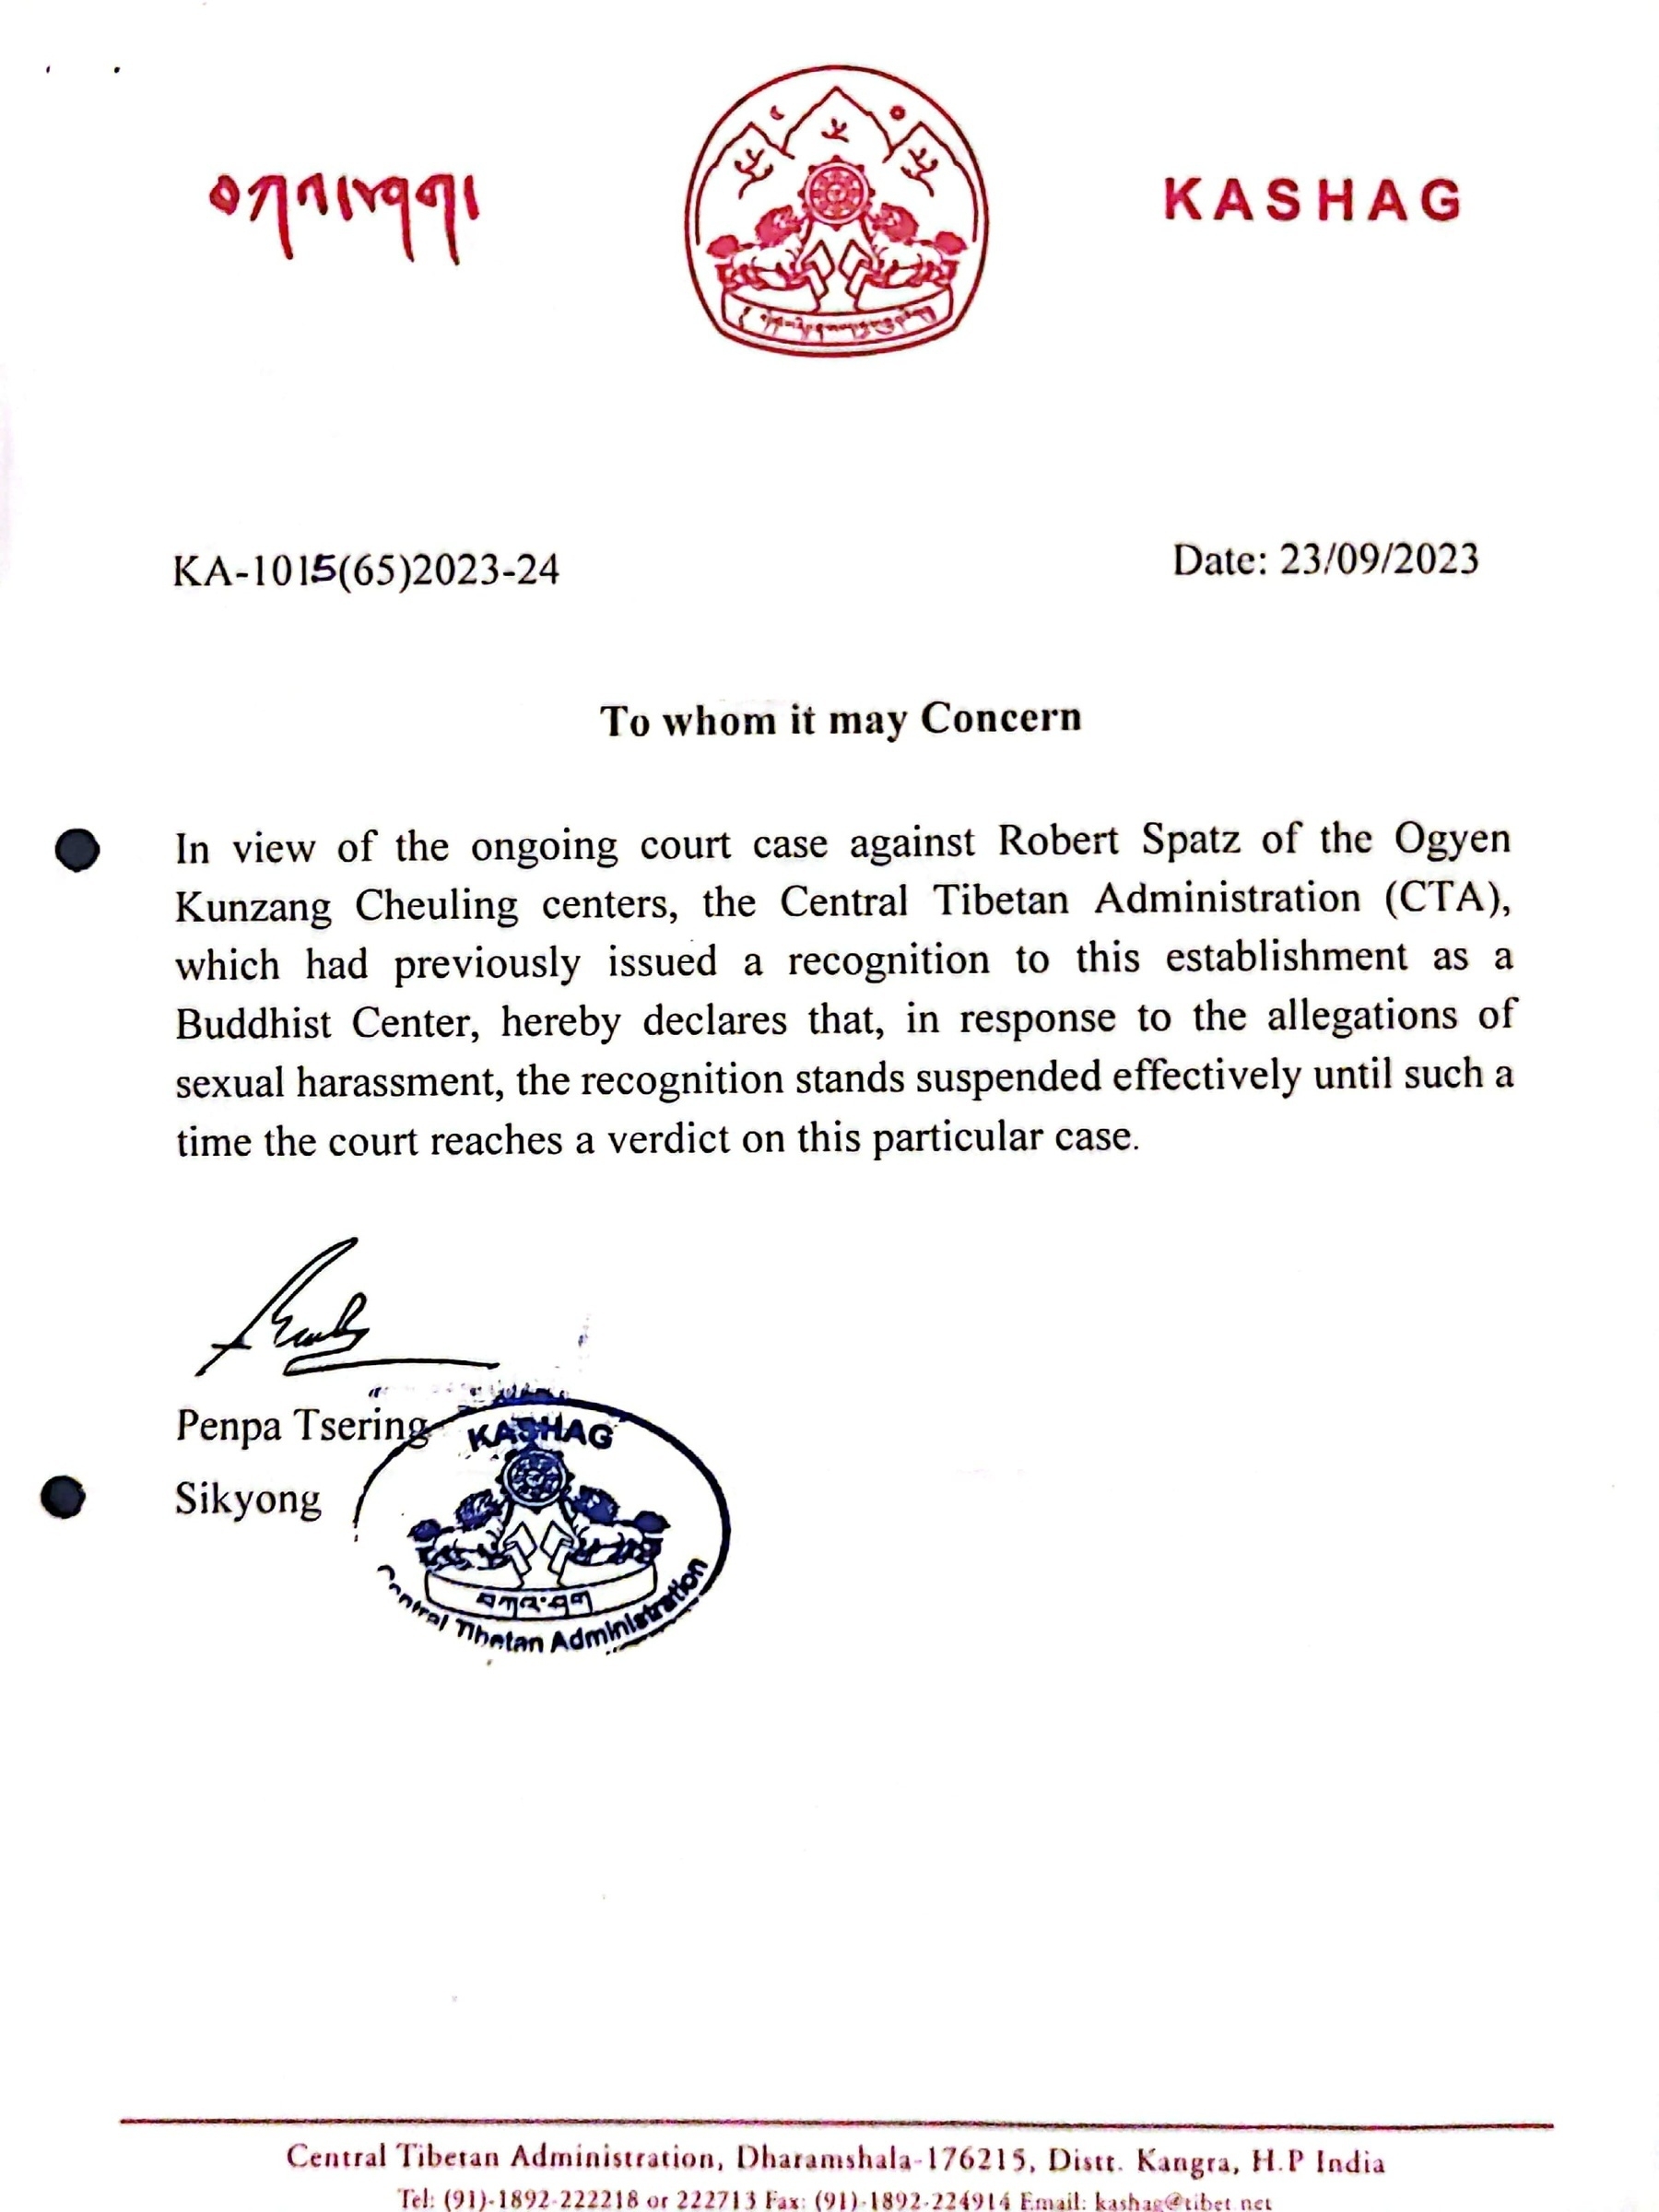 བཀའ་ཤག།
KASHAG
KA-1015(65)2023-24
Date: 23/09/2023
To whom it may Concern
In view of the ongoing court case against Robert Spatz of the Ogyen
Kunzang Cheuling centers, the Central Tibetan Administration (CTA),
which had previously issued a recognition to this establishment as a
Buddhist Center, hereby declares that, in response to the allegations of
sexual harassment, the recognition stands suspended effectively until such a
time the court reaches a verdict on this particular case.
Penpa Tsering
Sikyong
KASHAG
བཀའ་ཤག
Central Tibetan Administration
Central Tibetan Administration, Dharamshala-176215, Distt. Kangra, H.P India
Tel: (91)-1892-222218 or 222713 Fax: (91)-1892-224914 Email: kashag@tibet.net